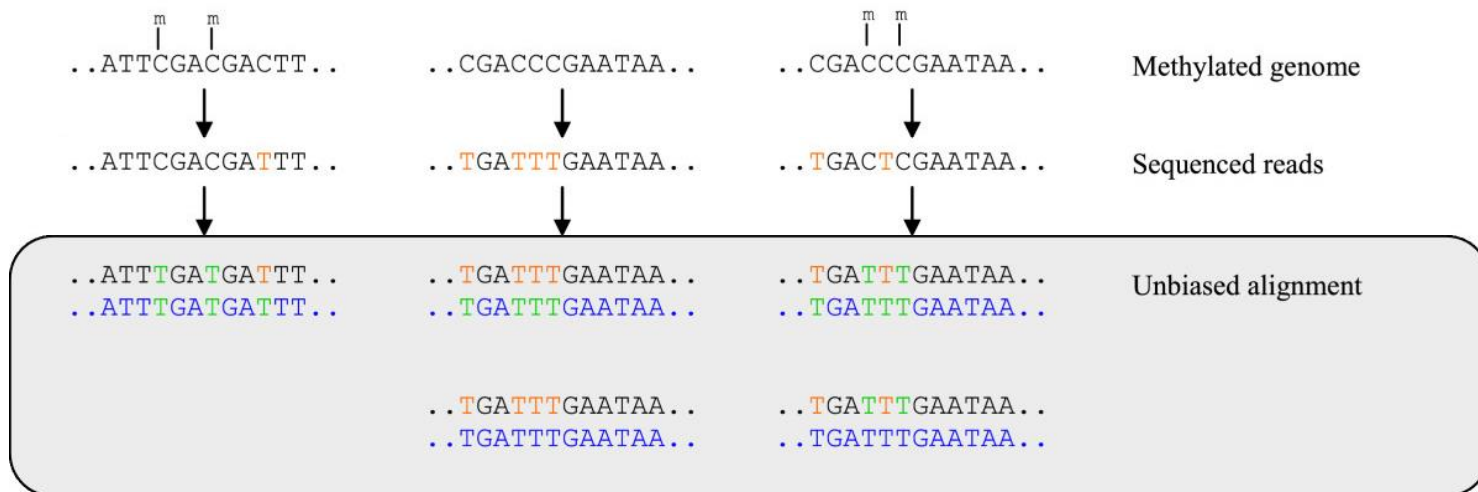 m m m m
..ATTCGACGACTT.. ..CGACCCGAATAA.. ..CGACCCGAATAA.. Methylated genome
..ATTCGACGATTT.. ..TGATTTGAATAA.. ..TGACTCGAATAA.. Sequenced reads
..ATTTGATGATTT.. ..TGATTTGAATAA.. ..TGATTTGAATAA.. Unbiased alignment
..ATTTGATGATTT.. ..TGATTTGAATAA.. ..TGATTTGAATAA..
..TGATTTGAATAA.. ..TGATTTGAATAA..
..TGATTTGAATAA.. ..TGATTTGAATAA..